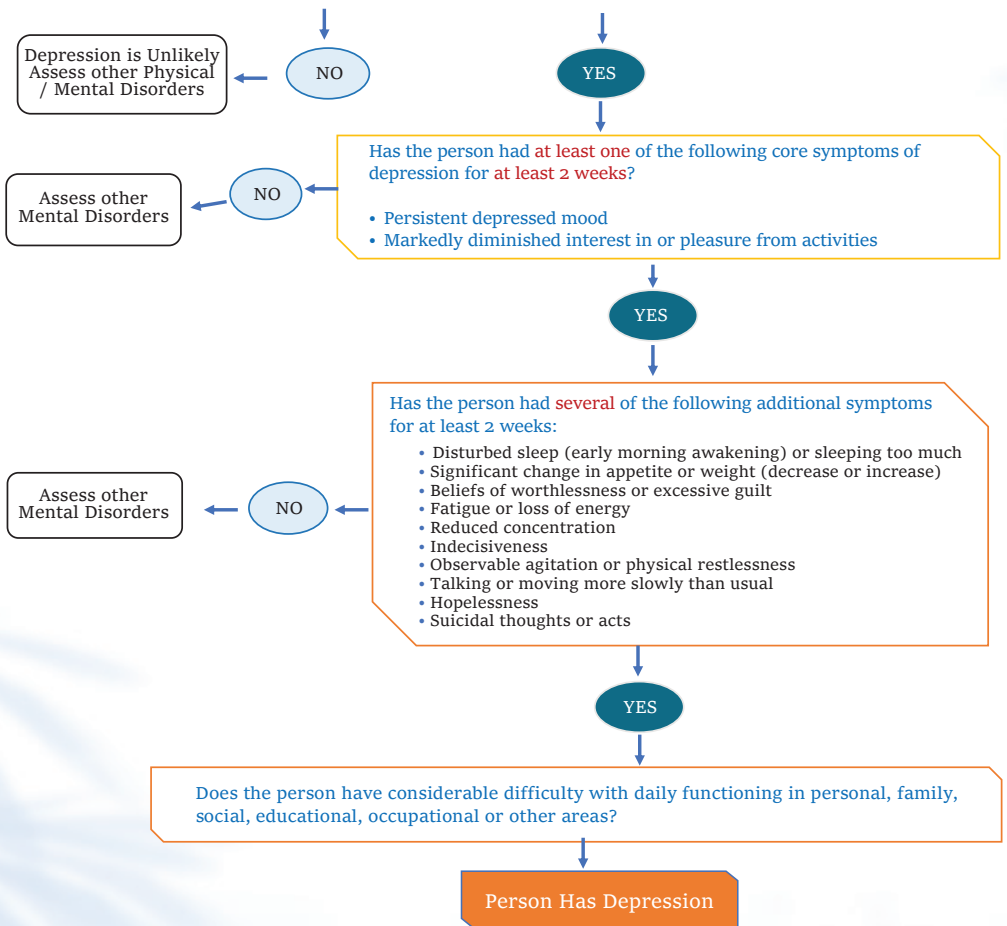 Depression is Unlikely
Assess other Physical
/ Mental Disorders
NO
YES
Has the person had at least one of the following core symptoms of
depression for at least 2 weeks?
• Persistent depressed mood
• Markedly diminished interest in or pleasure from activities
NO
Assess other
Mental Disorders
YES
Has the person had several of the following additional symptoms
for at least 2 weeks:
• Disturbed sleep (early morning awakening) or sleeping too much
• Significant change in appetite or weight (decrease or increase)
• Beliefs of worthlessness or excessive guilt
• Fatigue or loss of energy
• Reduced concentration
• Indecisiveness
• Observable agitation or physical restlessness
• Talking or moving more slowly than usual
• Hopelessness
• Suicidal thoughts or acts
NO
Assess other
Mental Disorders
YES
Does the person have considerable difficulty with daily functioning in personal, family,
social, educational, occupational or other areas?
Person Has Depression